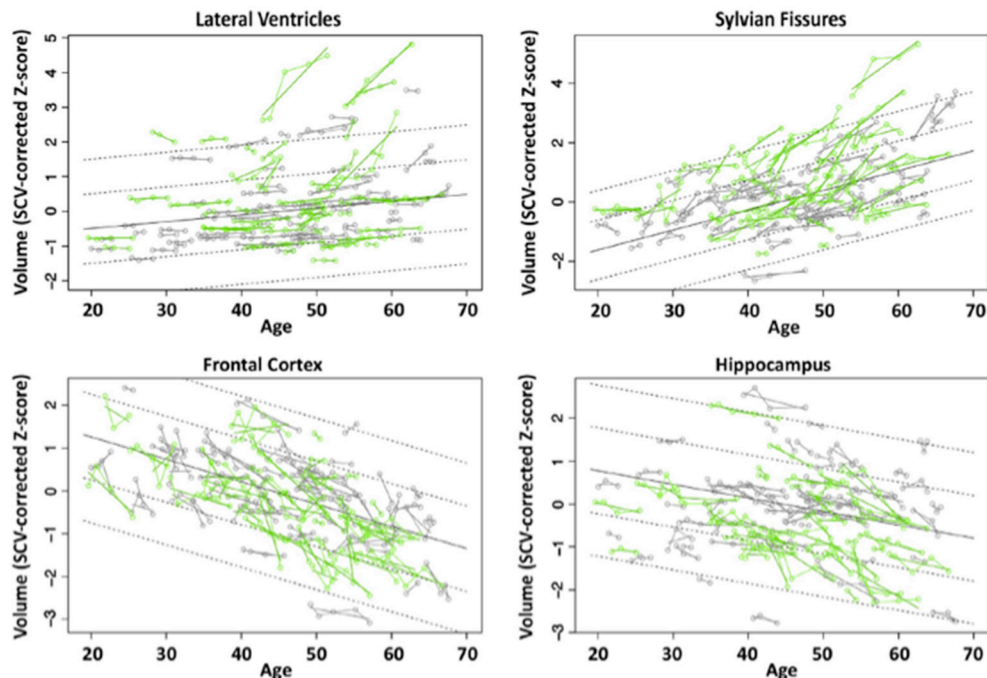 Lateral Ventricles
Volume (SCV-corrected Z-score)
5
4
3
2
1
0
-1
-2
20 30 40 50 60 70
Age
Sylvian Fissures
Volume (SCV-corrected Z-score)
4
2
0
-2
20 30 40 50 60 70
Age
Frontal Cortex
Volume (SCV-corrected Z-score)
2
1
0
-1
-2
-3
20 30 40 50 60 70
Age
Hippocampus
Volume (SCV-corrected Z-score)
2
1
0
-1
-2
-3
20 30 40 50 60 70
Age